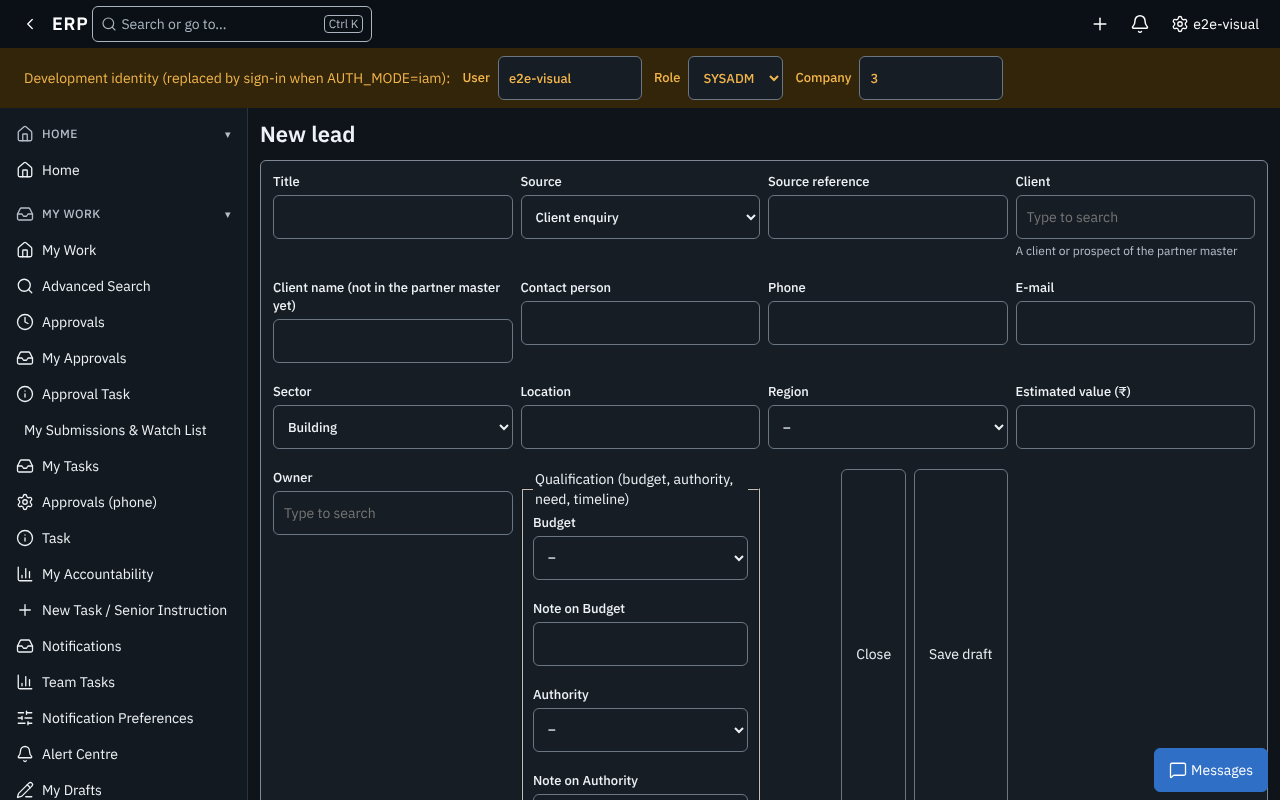 ERP
Search or go to...
Ctrl K
e2e-visual
Development identity (replaced by sign-in when AUTH_MODE=iam):
User
e2e-visual
Role
SYSADM
Company
3
HOME
Home
MY WORK
My Work
Advanced Search
Approvals
My Approvals
Approval Task
My Submissions & Watch List
My Tasks
Approvals (phone)
Task
My Accountability
New Task / Senior Instruction
Notifications
Team Tasks
Notification Preferences
Alert Centre
My Drafts
New lead
Title
Source
Source reference
Client
Client enquiry
Type to search
A client or prospect of the partner master
Client name (not in the partner master
yet)
Contact person
Phone
E-mail
Sector
Location
Region
Estimated value (₹)
Building
–
Owner
Type to search
Qualification (budget, authority,
need, timeline)
Budget
–
Note on Budget
Authority
–
Note on Authority
Close
Save draft
Messages